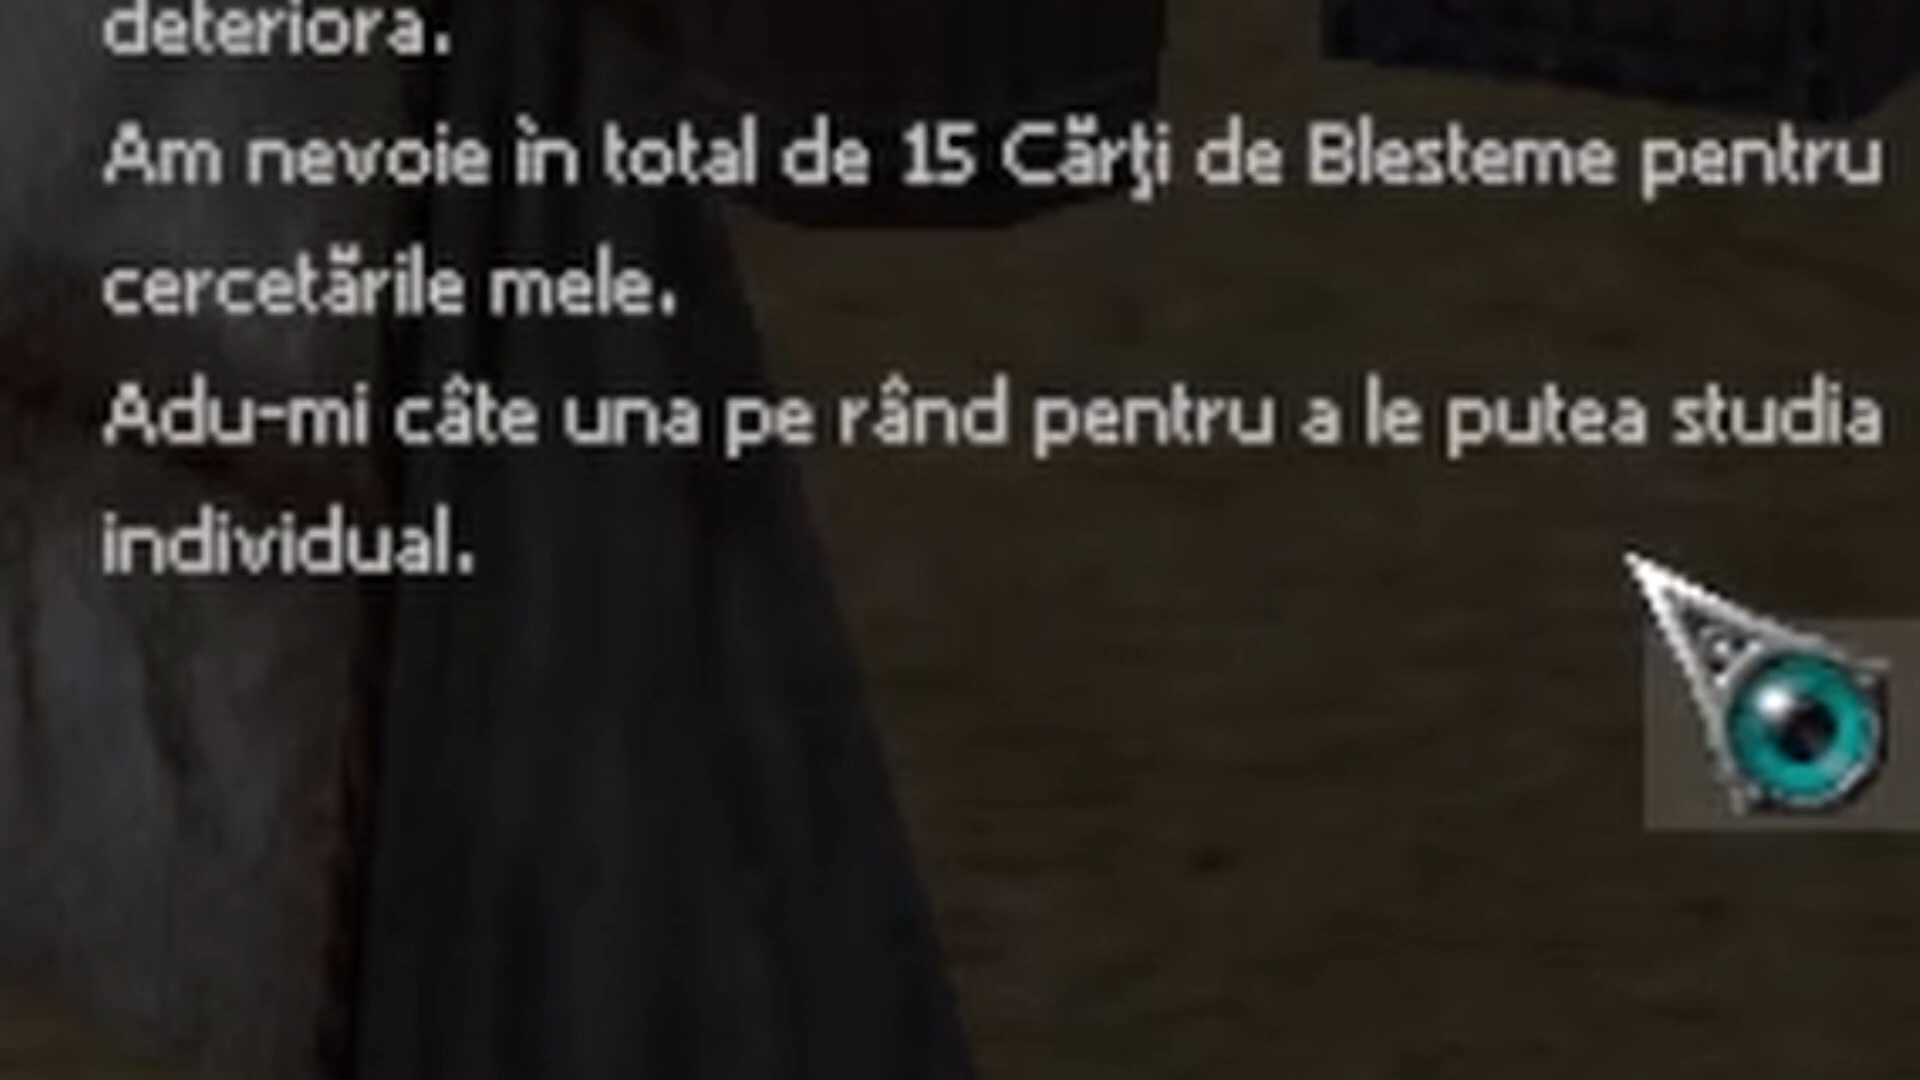 deteriora.
Am nevoie în total de 15 Cărţi de Blesteme pentru
cercetările mele.
Adu-mi câte una pe rând pentru a le putea studia
individual.